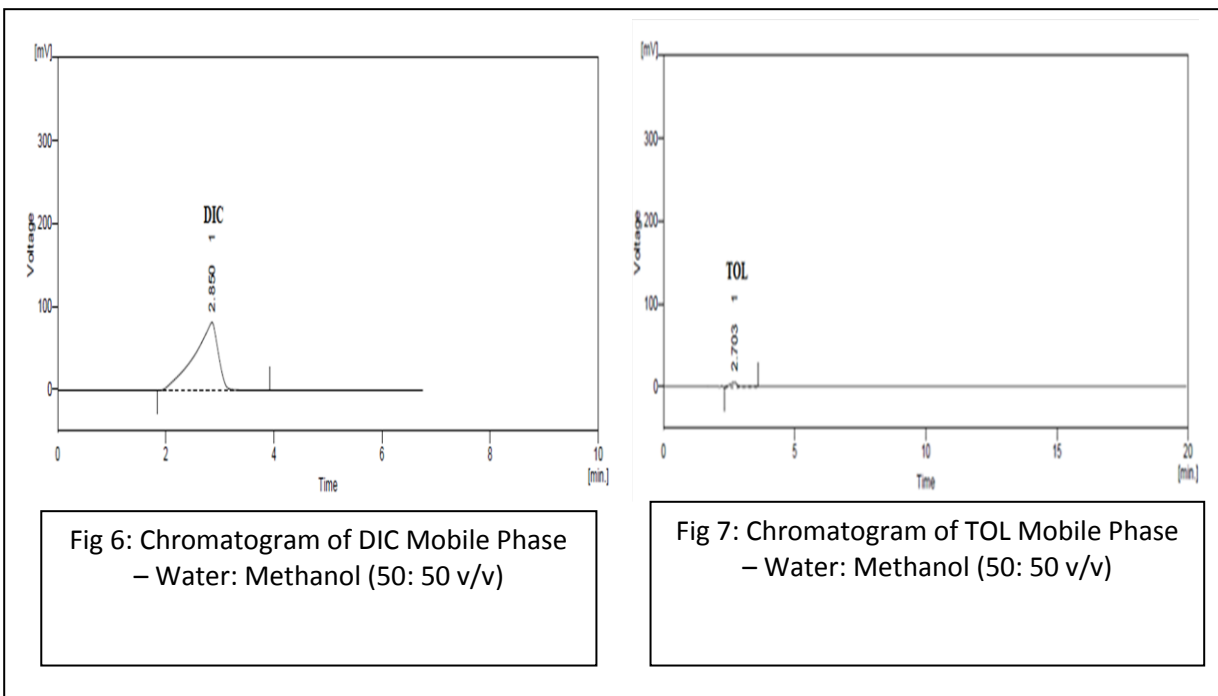 [mV]
300
200
100
0
Voltage
DIC
2.850 1
0
2
4
6
8
10
[min.]
Time
Fig 6: Chromatogram of DIC Mobile Phase
– Water: Methanol (50: 50 v/v)
[mV]
300
200
100
0
Voltage
TOL
2.703 1
0
5
10
15
20
[min.]
Time
Fig 7: Chromatogram of TOL Mobile Phase
– Water: Methanol (50: 50 v/v)